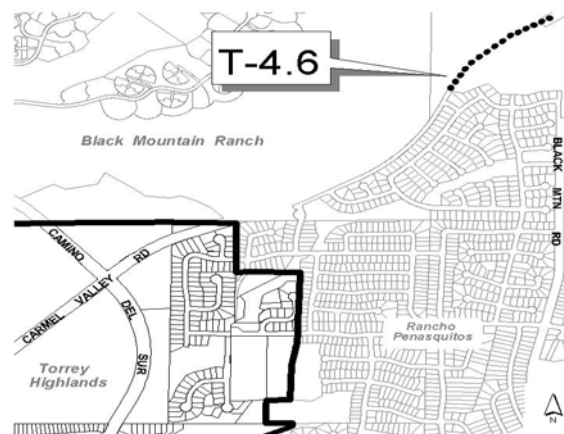 T-4.6
Black Mountain Ranch
BLACK MTN RD
CAMINO DEL SUR
CARMEL VALLEY RD
Rancho
Penasquitos
Torrey
Highlands
N